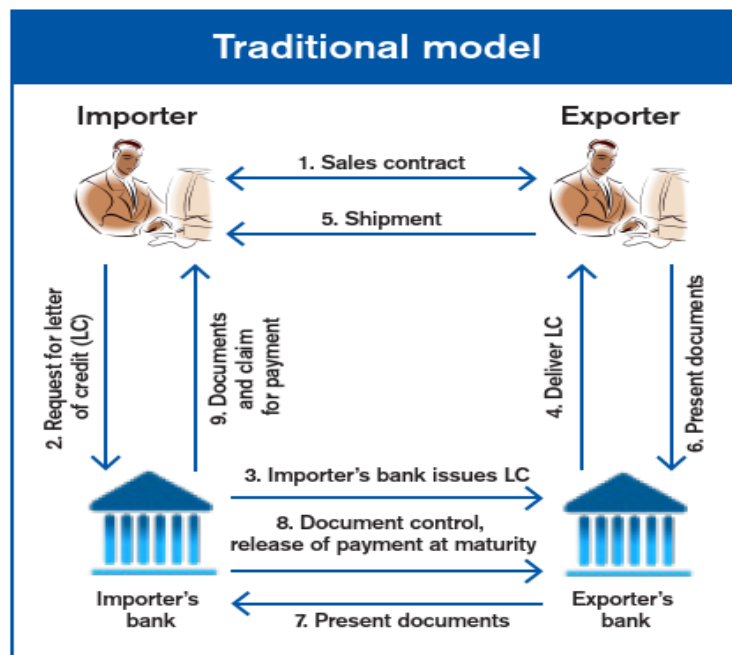 Traditional model
Importer
Exporter
1. Sales contract
5. Shipment
2. Request for letter
of credit (LC)
9. Documents
and claim
for payment
4. Deliver LC
6. Present documents
3. Importer's bank issues LC
8. Document control,
release of payment at maturity
7. Present documents
Importer's
bank
Exporter's
bank